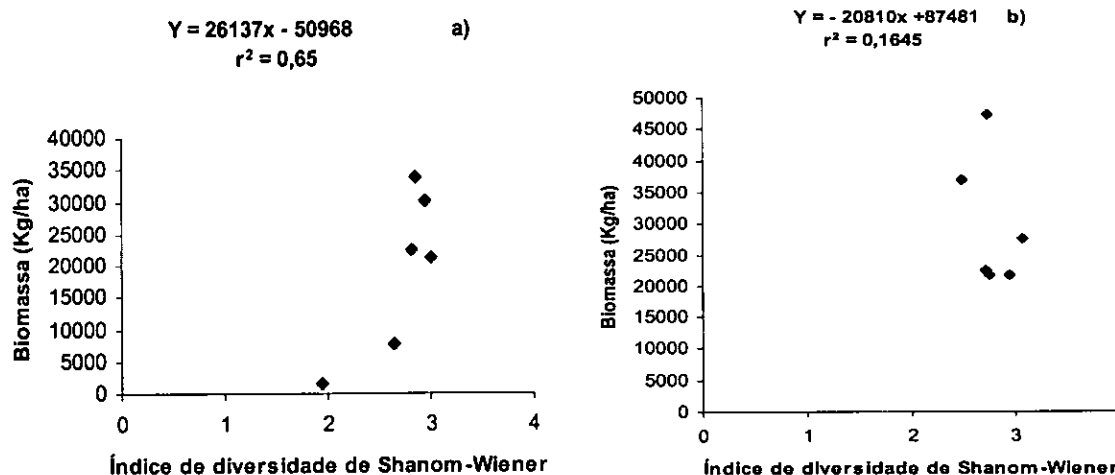 Y = 26137x - 50968 a)
r² = 0,65
40000
35000
30000
25000
20000
15000
10000
5000
0
0 1 2 3 4
Biomassa (Kg/ha)
Índice de diversidade de Shanom-Wiener
Y = - 20810x +87481 b)
r² = 0,1645
50000
45000
40000
35000
30000
25000
20000
15000
10000
5000
0
0 1 2 3
Biomassa (Kg/ha)
Índice de diversidade de Shanom-Wiener